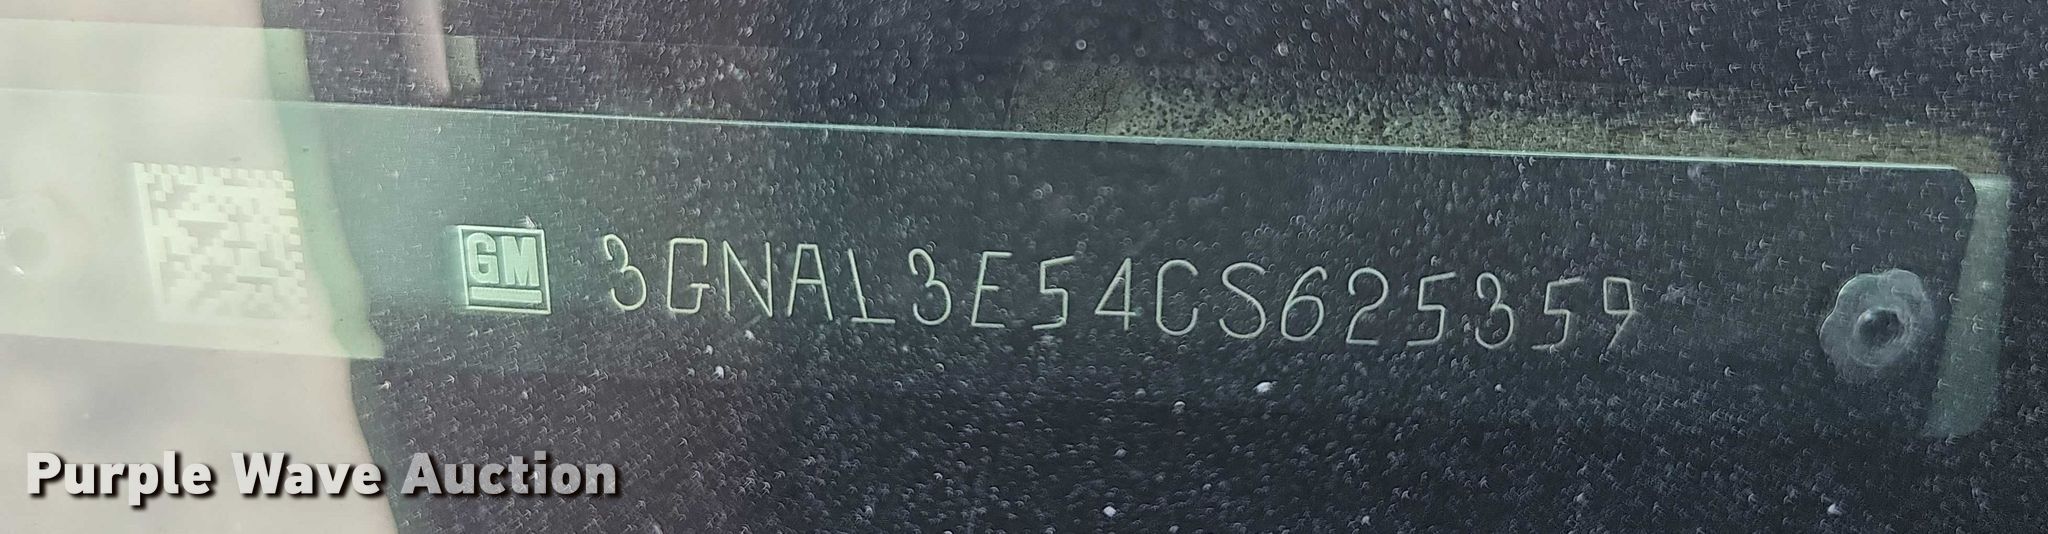 GM 3GNAL3E54CS625359
Purple Wave Auction